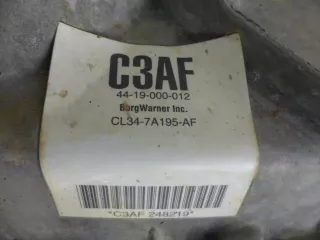 C3AF
44-19-000-012
BorgWarner Inc.
CL34-7A195-AF
*C3AF 248219*